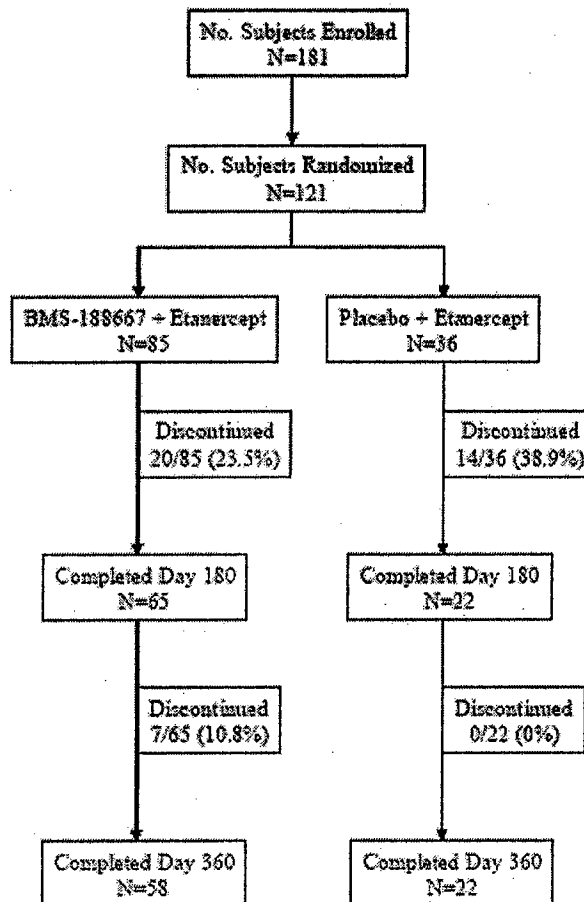 No. Subjects Enrolled
N=181
No. Subjects Randomized
N=121
BMS-188667 + Etanercept
N=85
Placebo + Etanercept
N=36
Discontinued
20/85 (23.5%)
Discontinued
14/36 (38.9%)
Completed Day 180
N=65
Completed Day 180
N=22
Discontinued
7/65 (10.8%)
Discontinued
0/22 (0%)
Completed Day 360
N=58
Completed Day 360
N=22